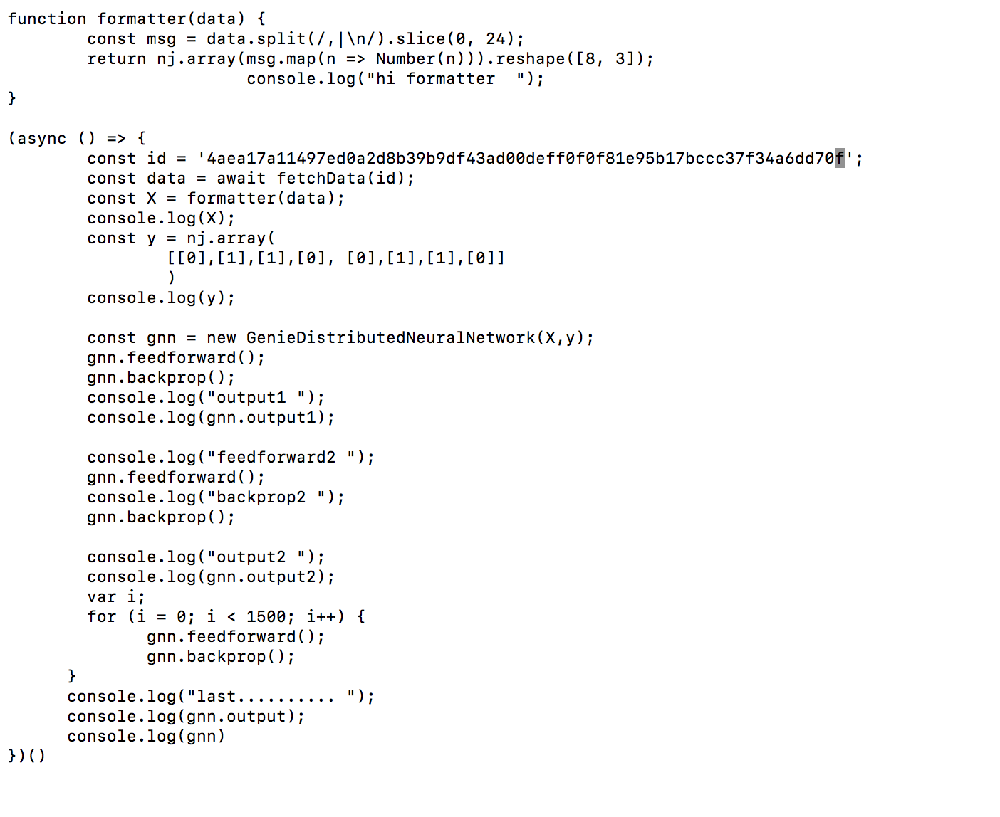 function formatter(data) {
        const msg = data.split(/,|\n/).slice(0, 24);
        return nj.array(msg.map(n => Number(n))).reshape([8, 3]);
                        console.log("hi formatter  ");
}

(async () => {
        const id = '4aea17a11497ed0a2d8b39b9df43ad00deff0f0f81e95b17bccc37f34a6dd70f';
        const data = await fetchData(id);
        const X = formatter(data);
        console.log(X);
        const y = nj.array(
                [[0],[1],[1],[0], [0],[1],[1],[0]]
                )
        console.log(y);

        const gnn = new GenieDistributedNeuralNetwork(X,y);
        gnn.feedforward();
        gnn.backprop();
        console.log("output1 ");
        console.log(gnn.output1);

        console.log("feedforward2 ");
        gnn.feedforward();
        console.log("backprop2 ");
        gnn.backprop();

        console.log("output2 ");
        console.log(gnn.output2);
        var i;
        for (i = 0; i < 1500; i++) {
              gnn.feedforward();
              gnn.backprop();
      }
      console.log("last.......... ");
      console.log(gnn.output);
      console.log(gnn)
})()